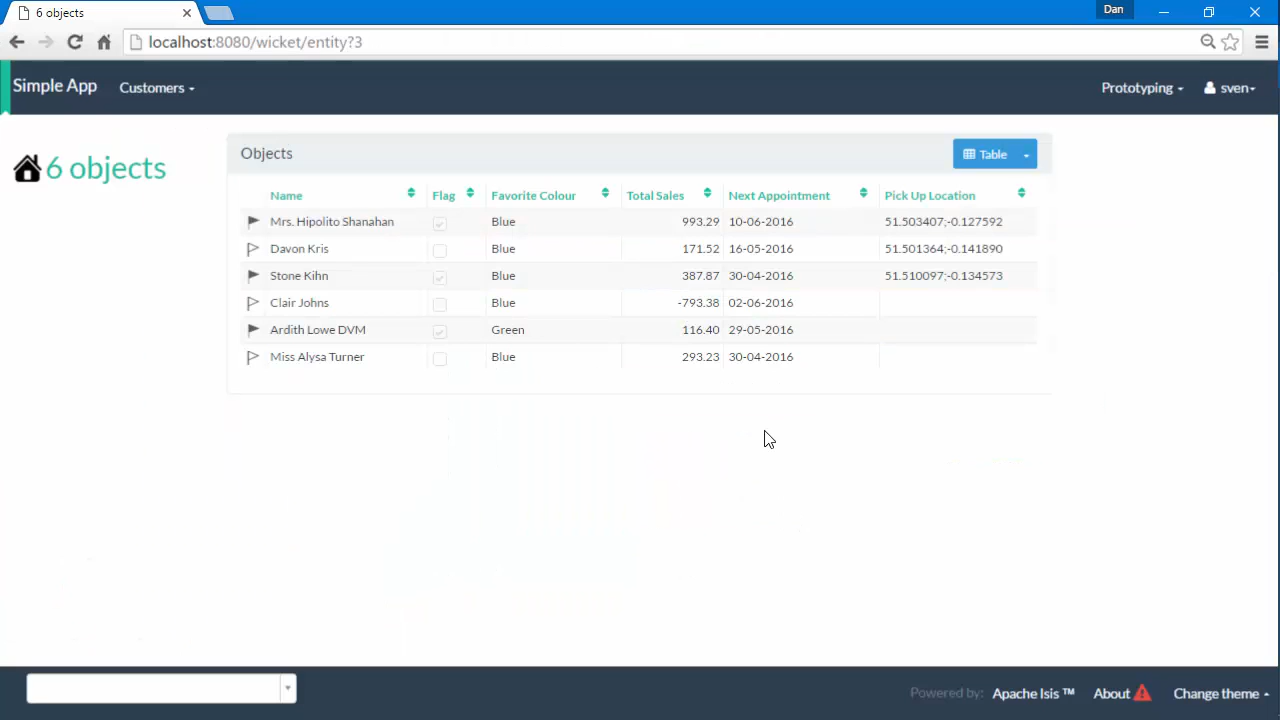 6 objects
Dan
localhost:8080/wicket/entity?3
Simple App Customers Prototyping sven
6 objects
Objects Table
Name Flag Favorite Colour Total Sales Next Appointment Pick Up Location
Mrs. Hipolito Shanahan Blue 993.29 10-06-2016 51.503407;-0.127592
Davon Kris Blue 171.52 16-05-2016 51.501364;-0.141890
Stone Kihn Blue 387.87 30-04-2016 51.510097;-0.134573
Clair Johns Blue -793.38 02-06-2016
Ardith Lowe DVM Green 116.40 29-05-2016
Miss Alysa Turner Blue 293.23 30-04-2016
Powered by: Apache Isis ™ About Change theme